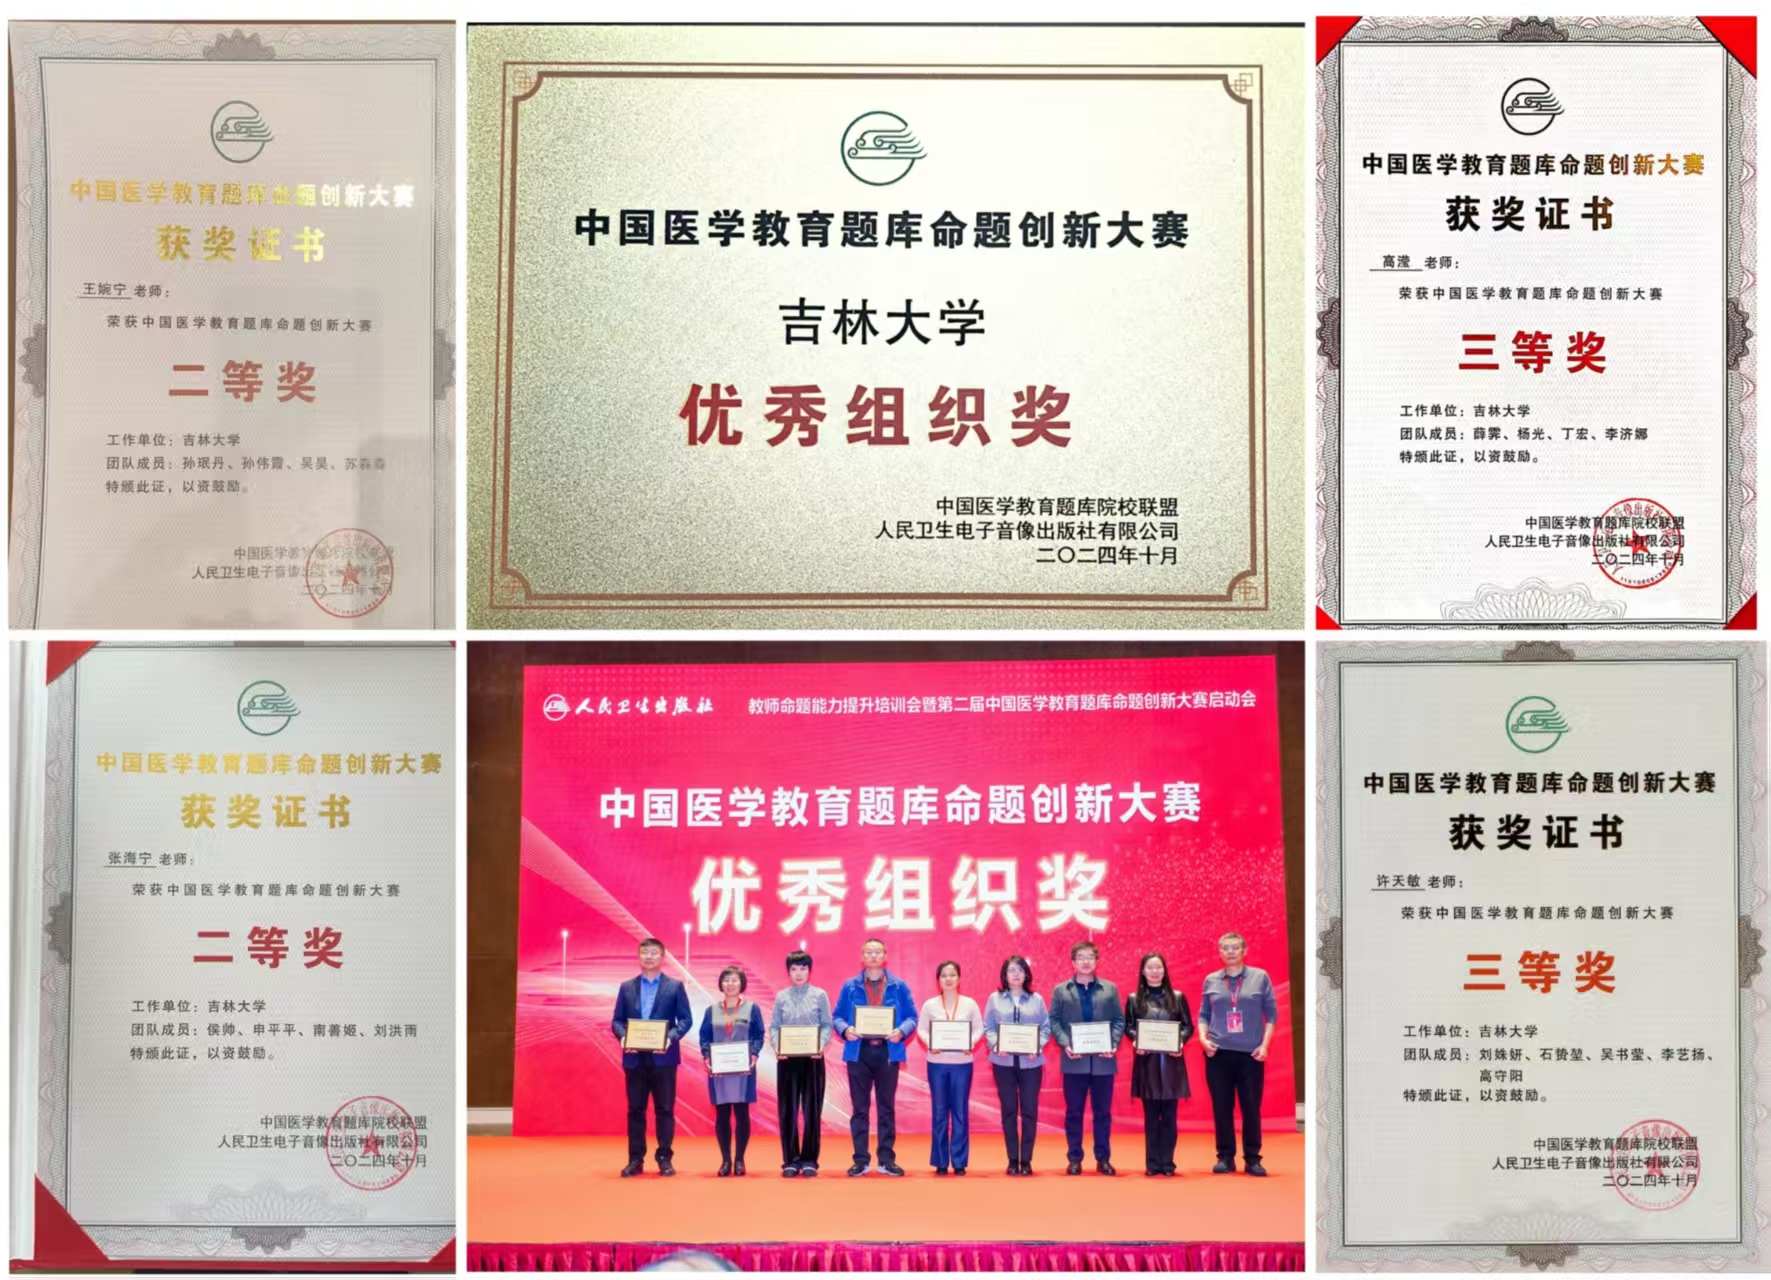 中国医学教育题库命题创新大赛
获奖证书
王婉宁 老师：
荣获中国医学教育题库命题创新大赛
二等奖
工作单位：吉林大学
团队成员：孙珉丹、孙伟霞、吴昊、苏森森
特颁此证，以资鼓励。
中国医学教育题库院校联盟
人民卫生电子音像出版社有限公司
二〇二四年十月
中国医学教育题库命题创新大赛
吉林大学
优秀组织奖
中国医学教育题库院校联盟
人民卫生电子音像出版社有限公司
二〇二四年十月
中国医学教育题库命题创新大赛
获奖证书
高滢 老师：
荣获中国医学教育题库命题创新大赛
三等奖
工作单位：吉林大学
团队成员：薛霁、杨光、丁宏、李济娜
特颁此证，以资鼓励。
中国医学教育题库院校联盟
人民卫生电子音像出版社有限公司
二〇二四年十月
中国医学教育题库命题创新大赛
获奖证书
张海宁 老师：
荣获中国医学教育题库命题创新大赛
二等奖
工作单位：吉林大学
团队成员：侯帅、申平平、南善姬、刘洪雨
特颁此证，以资鼓励。
中国医学教育题库院校联盟
人民卫生电子音像出版社有限公司
二〇二四年十月
人民卫生出版社 教师命题能力提升培训会暨第二届中国医学教育题库命题创新大赛启动会
中国医学教育题库命题创新大赛
优秀组织奖
中国医学教育题库命题创新大赛
获奖证书
许天敏 老师：
荣获中国医学教育题库命题创新大赛
三等奖
工作单位：吉林大学
团队成员：刘姝妍、石贽堃、吴书莹、李艺扬、
高守阳
特颁此证，以资鼓励。
中国医学教育题库院校联盟
人民卫生电子音像出版社有限公司
二〇二四年十月